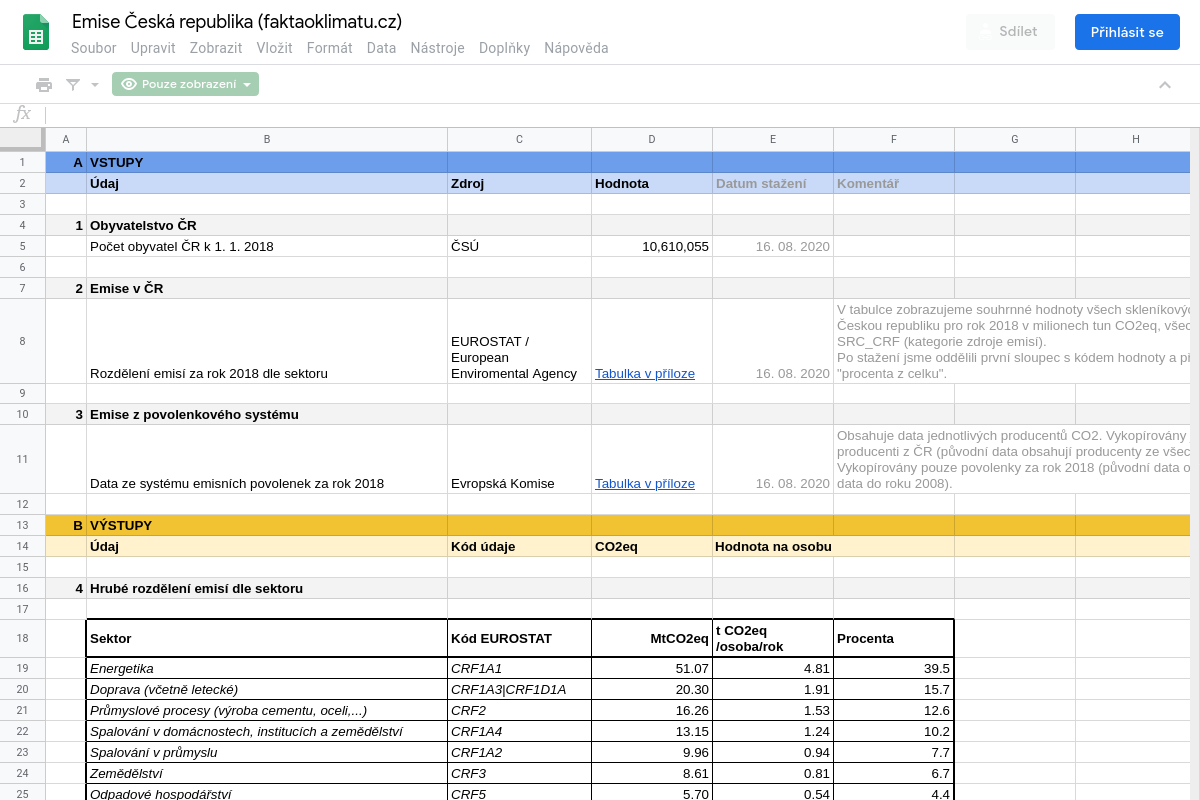 Emise Česká republika (faktaoklimatu.cz)
Soubor Upravit Zobrazit Vložit Formát Data Nástroje Doplňky Nápověda
Sdílet
Přihlásit se
Pouze zobrazení
fx
A B C D E F G H
1 A VSTUPY
2 Údaj Zdroj Hodnota Datum stažení Komentář
3
4 1 Obyvatelstvo ČR
5 Počet obyvatel ČR k 1. 1. 2018 ČSÚ 10,610,055 16. 08. 2020
6
7 2 Emise v ČR
V tabulce zobrazujeme souhrnné hodnoty všech
Českou republiku pro rok 2018 v milionech tun CO2eq,
8 EUROSTAT / SRC_CRF (kategorie zdroje emisí).
European Po stažení jsme oddělili první sloupec s kódem hodnoty a
Rozdělení emisí za rok 2018 dle sektoru Enviromental Agency Tabulka v příloze 16. 08. 2020 "procenta z celku".
9
10 3 Emise z povolenkového systému
Obsahuje data jednotlivých producentů CO2. Vykopírovány
11 producenti z ČR (původní data obsahují producenty ze
Vykopírovány pouze povolenky za rok 2018 (původní data
Data ze systému emisních povolenek za rok 2018 Evropská Komise Tabulka v příloze 16. 08. 2020 data do roku 2008).
12
13 B VÝSTUPY
14 Údaj Kód údaje CO2eq Hodnota na osobu
15
16 4 Hrubé rozdělení emisí dle sektoru
17
18 Sektor Kód EUROSTAT MtCO2eq t CO2eq Procenta
/osoba/rok
19 Energetika CRF1A1 51.07 4.81 39.5
20 Doprava (včetně letecké) CRF1A3|CRF1D1A 20.30 1.91 15.7
21 Průmyslové procesy (výroba cementu, oceli,...) CRF2 16.26 1.53 12.6
22 Spalování v domácnostech, institucích a zemědělství CRF1A4 13.15 1.24 10.2
23 Spalování v průmyslu CRF1A2 9.96 0.94 7.7
24 Zemědělství CRF3 8.61 0.81 6.7
25 Odpadové hospodářství CRF5 5.70 0.54 4.4